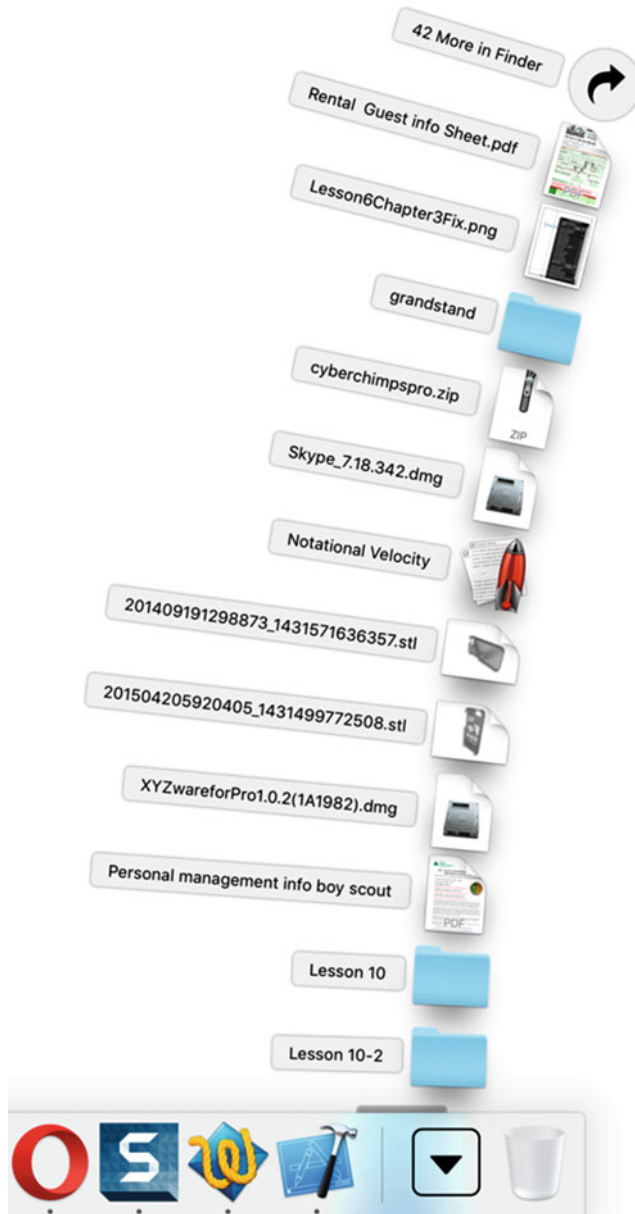 42 More in Finder
Rental Guest info Sheet.pdf
PDF
Lesson6Chapter3Fix.png
grandstand
cyberchimpspro.zip
ZIP
Skype_7.18.342.dmg
Notational Velocity
201409191298873_1431571636357.stl
201504205920405_1431499772508.stl
XYZwareforPro1.0.2(1A1982).dmg
Personal management info boy scout
PDF
Lesson 10
Lesson 10-2
S